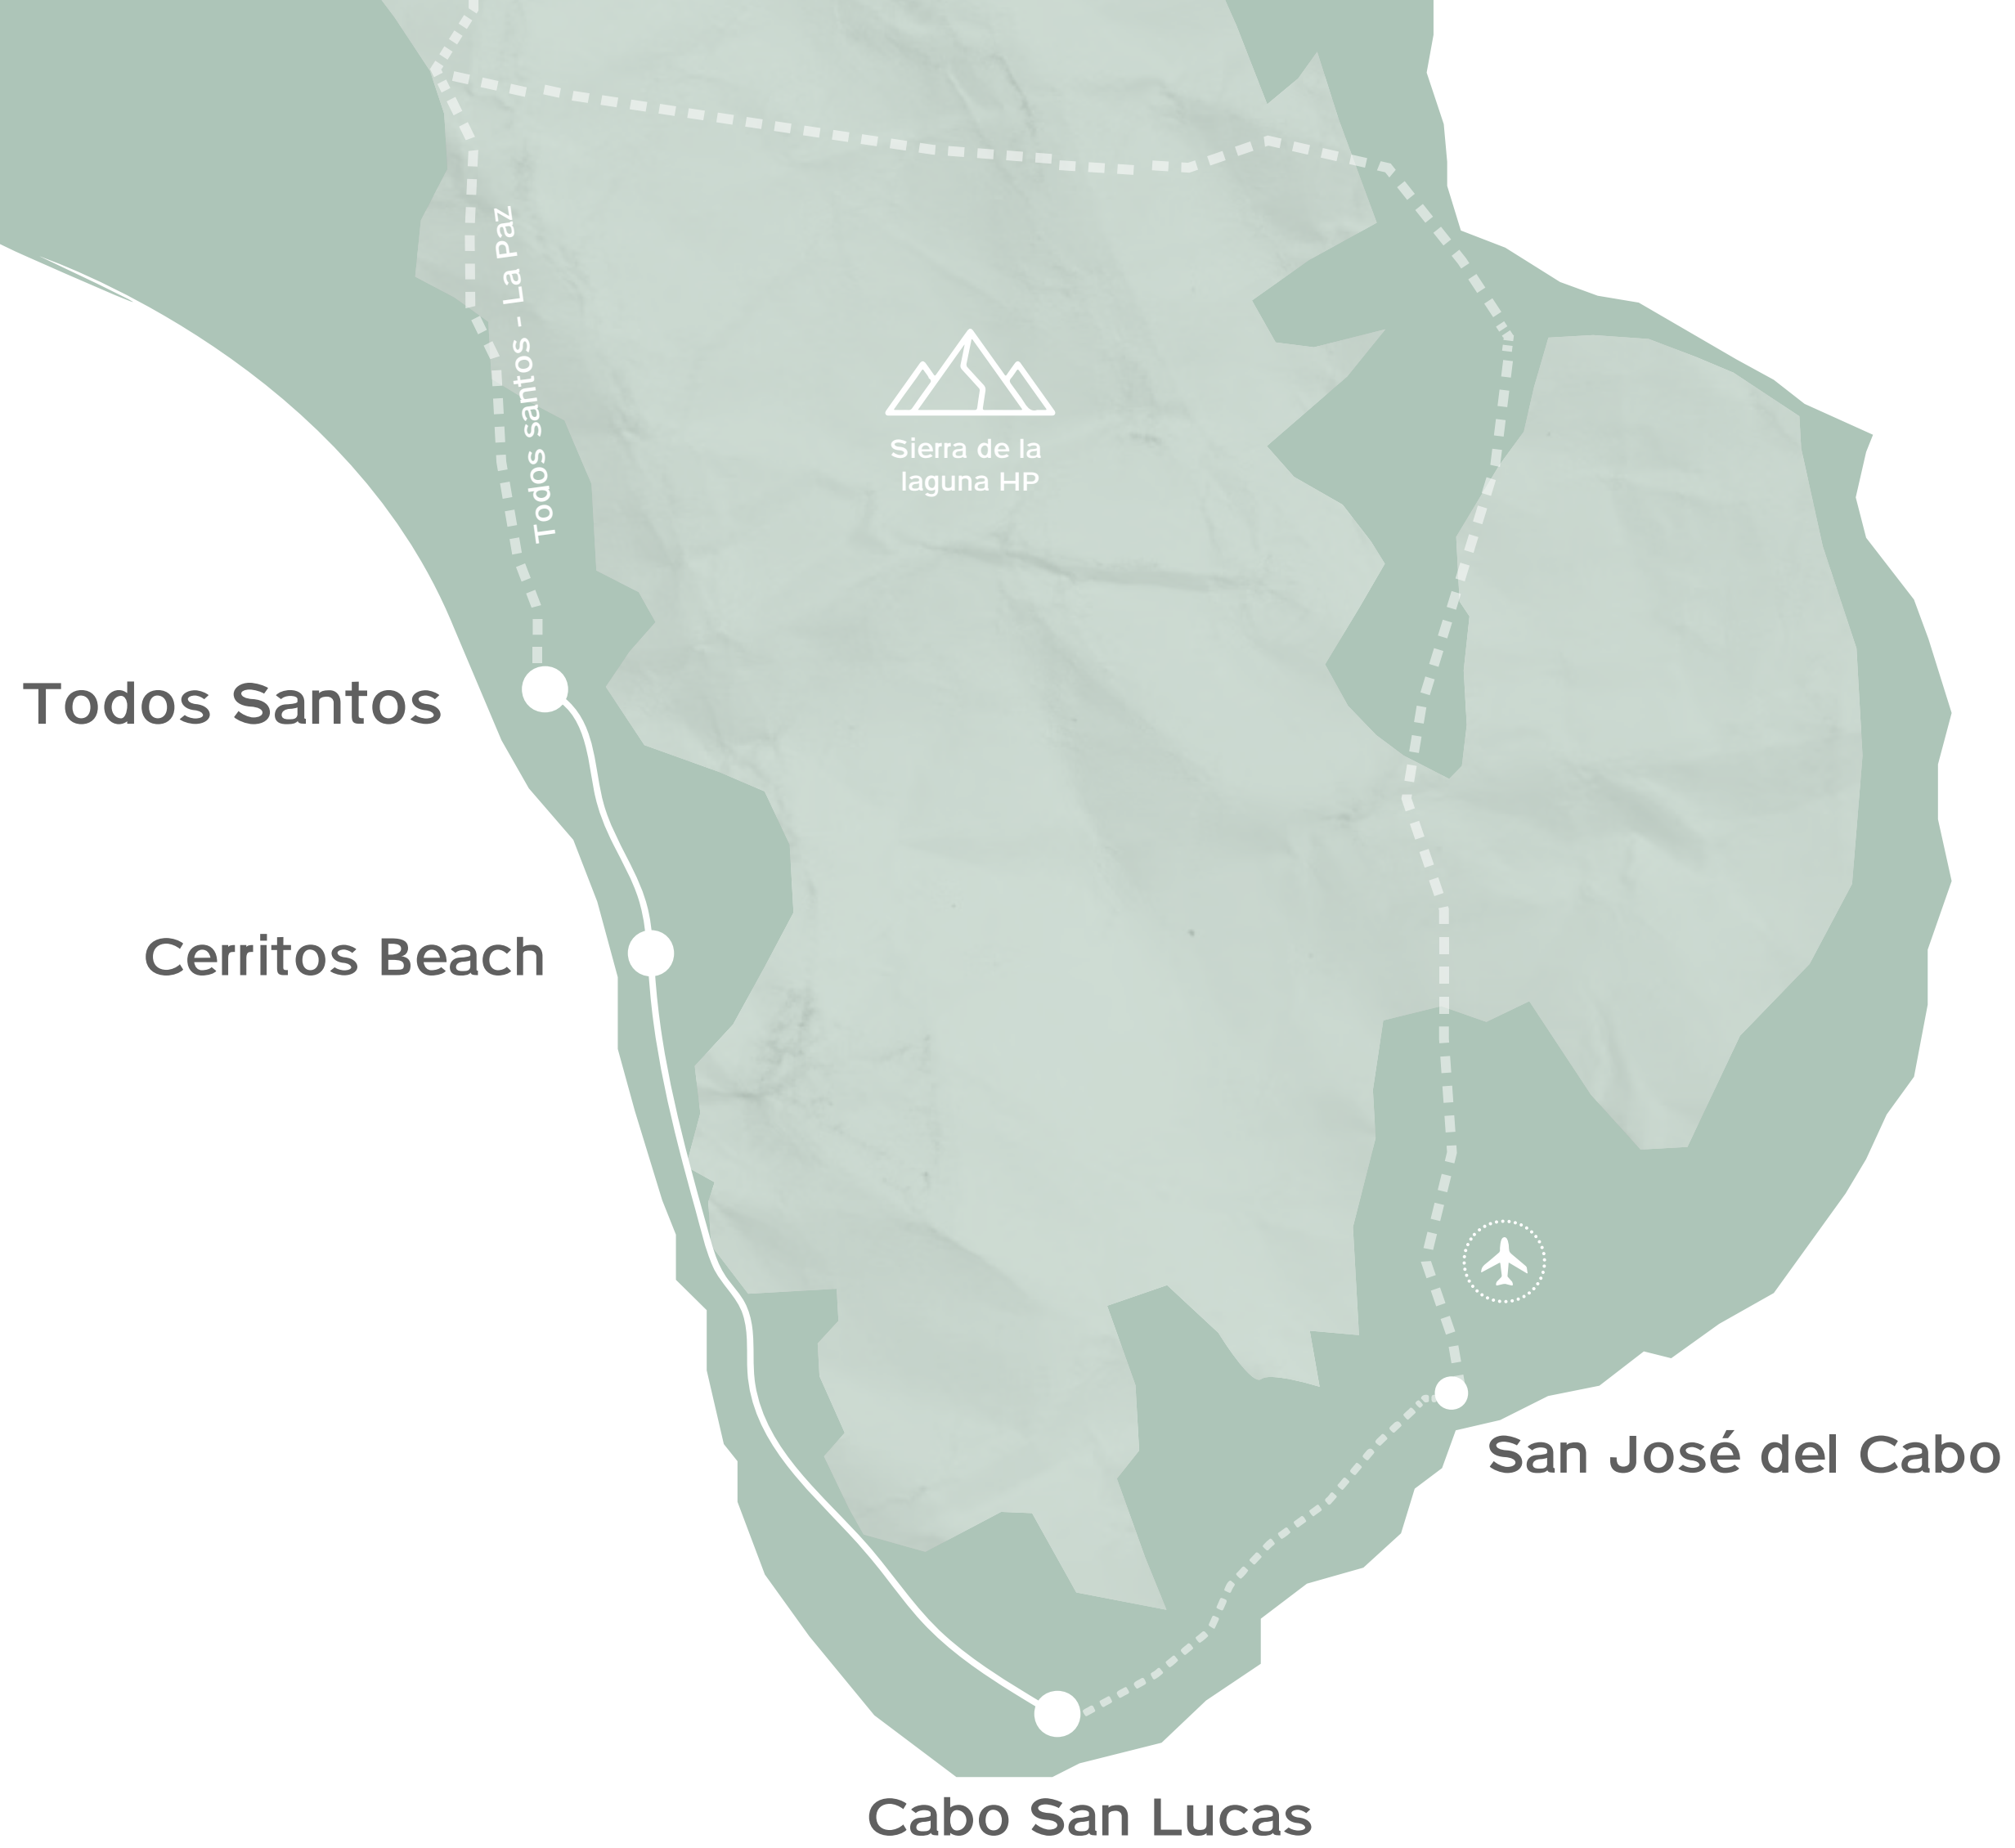 Todos santos - La Paz
Sierra de la
laguna HP
Todos Santos
Cerritos Beach
San José del Cabo
Cabo San Lucas